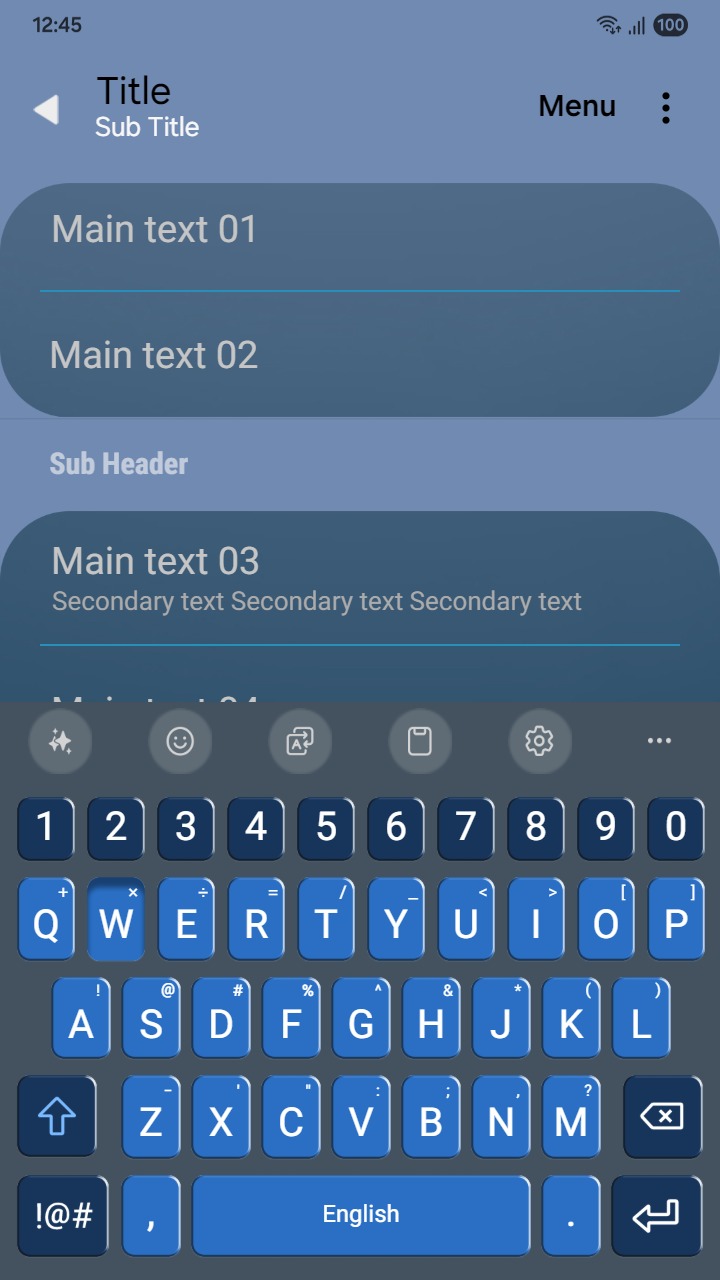 12:45
100
Title
Sub Title
Menu
Main text 01
Main text 02
Sub Header
Main text 03
Secondary text Secondary text Secondary text
1 2 3 4 5 6 7 8 9 0
+ × ÷ = / _ < > [ ]
Q W E R T Y U I O P
! @ # % ^ & * ( )
A S D F G H J K L
- ' " : ; , ?
Z X C V B N M
!@# , English .